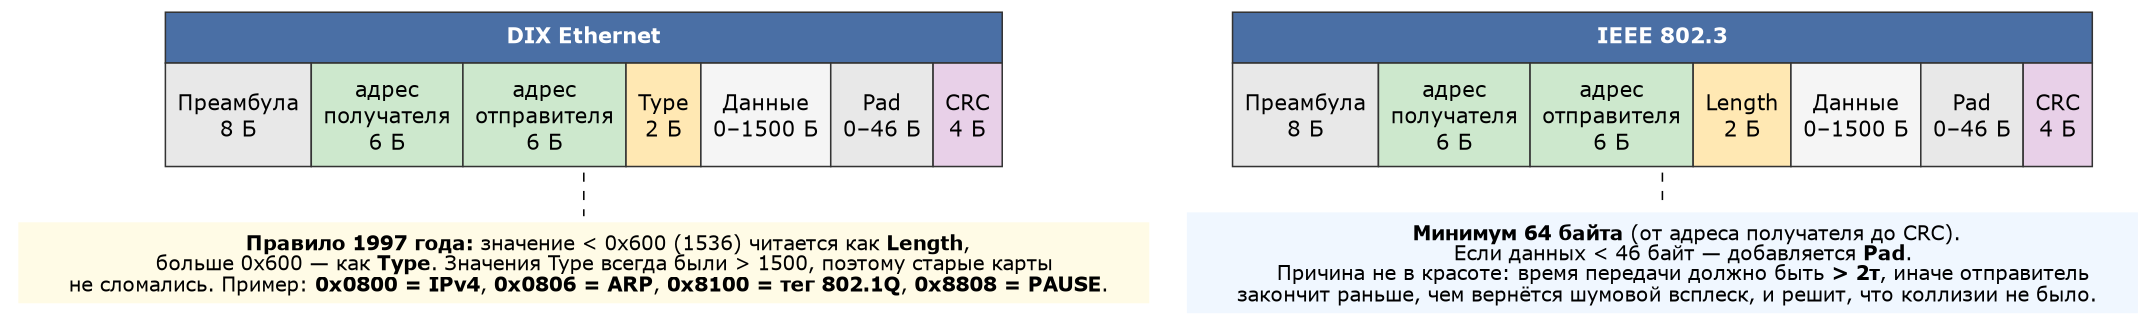 DIX Ethernet
Преамбула
8 Б
адрес
получателя
6 Б
адрес
отправителя
6 Б
Type
2 Б
Данные
0–1500 Б
Pad
0–46 Б
CRC
4 Б
Правило 1997 года: значение < 0x600 (1536) читается как Length,
больше 0x600 — как Type. Значения Type всегда были > 1500, поэтому старые карты
не сломались. Пример: 0x0800 = IPv4, 0x0806 = ARP, 0x8100 = тег 802.1Q, 0x8808 = PAUSE.
IEEE 802.3
Преамбула
8 Б
адрес
получателя
6 Б
адрес
отправителя
6 Б
Length
2 Б
Данные
0–1500 Б
Pad
0–46 Б
CRC
4 Б
Минимум 64 байта (от адреса получателя до CRC).
Если данных < 46 байт — добавляется Pad.
Причина не в красоте: время передачи должно быть > 2τ, иначе отправитель
закончит раньше, чем вернётся шумовой всплеск, и решит, что коллизии не было.